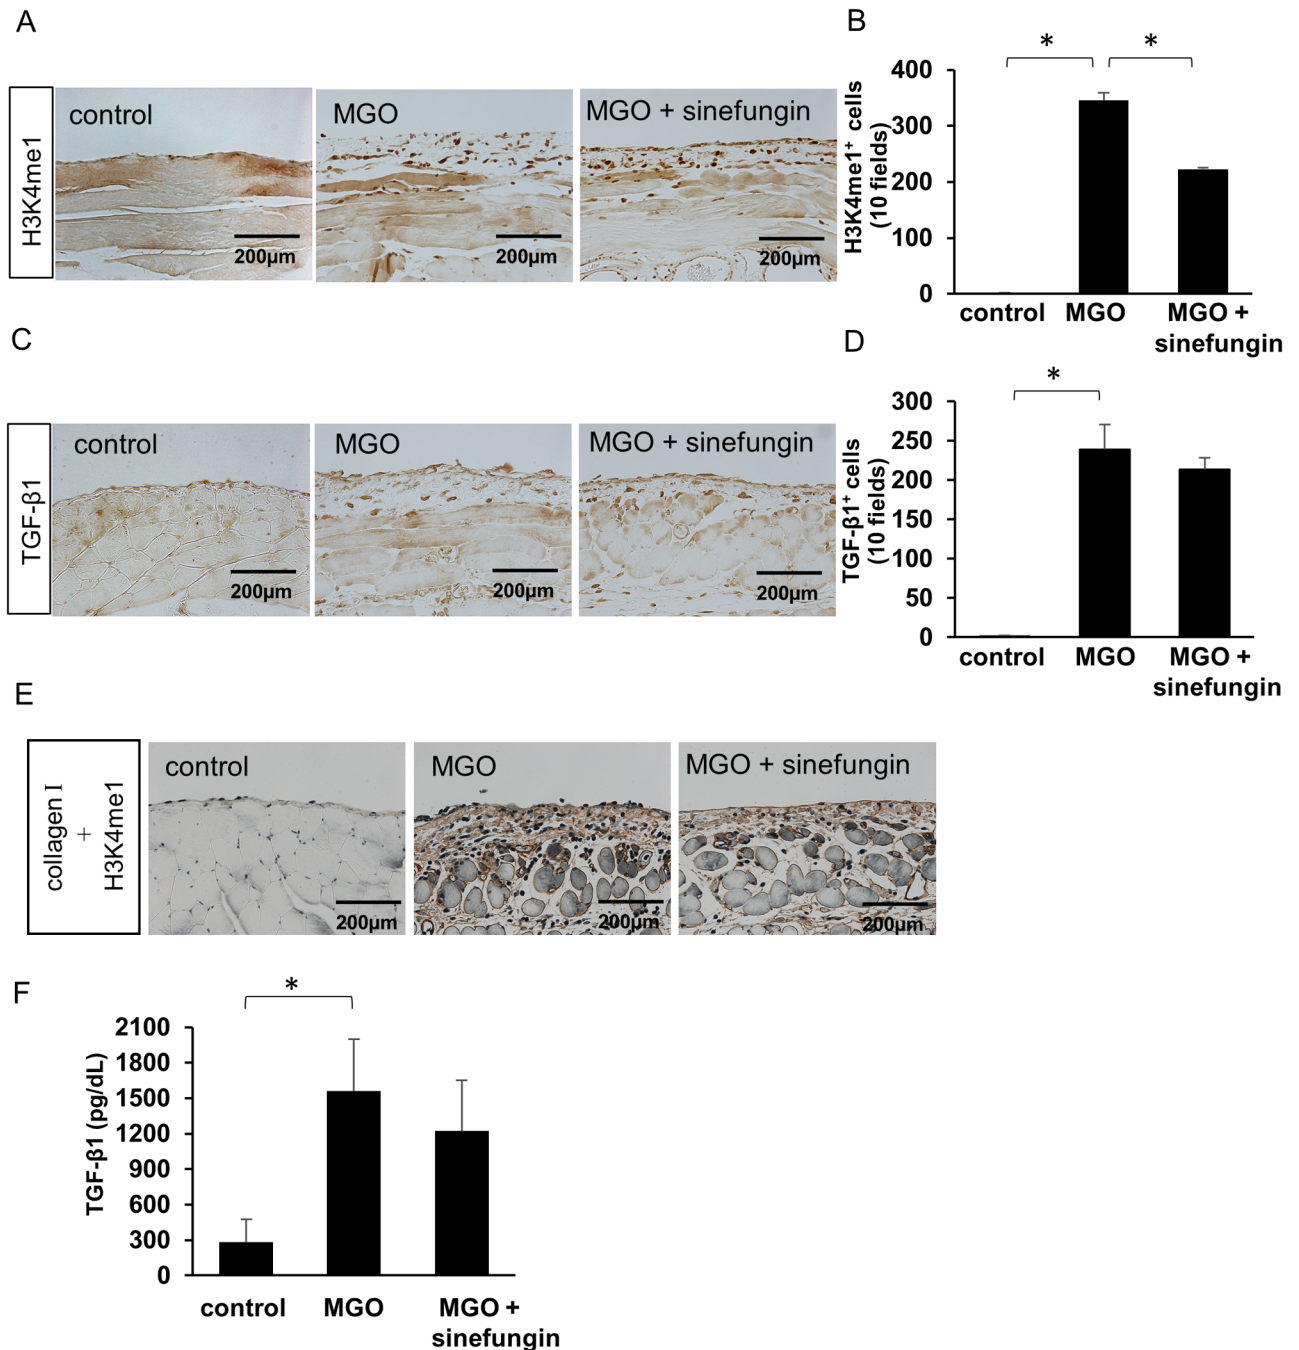 A
H3K4me1
control
200μm
MGO
200μm
MGO + sinefungin
200μm
B
* *
H3K4me1⁺ cells
(10 fields)
400
300
200
100
0
control MGO MGO +
sinefungin
C
TGF-β1
control
200μm
MGO
200μm
MGO + sinefungin
200μm
D
*
TGF-β1⁺ cells
(10 fields)
300
250
200
150
100
50
0
control MGO MGO +
sinefungin
E
collagen I
+
H3K4me1
control
200μm
MGO
200μm
MGO + sinefungin
200μm
F
*
TGF-β1 (pg/dL)
2100
1800
1500
1200
900
600
300
0
control MGO MGO +
sinefungin